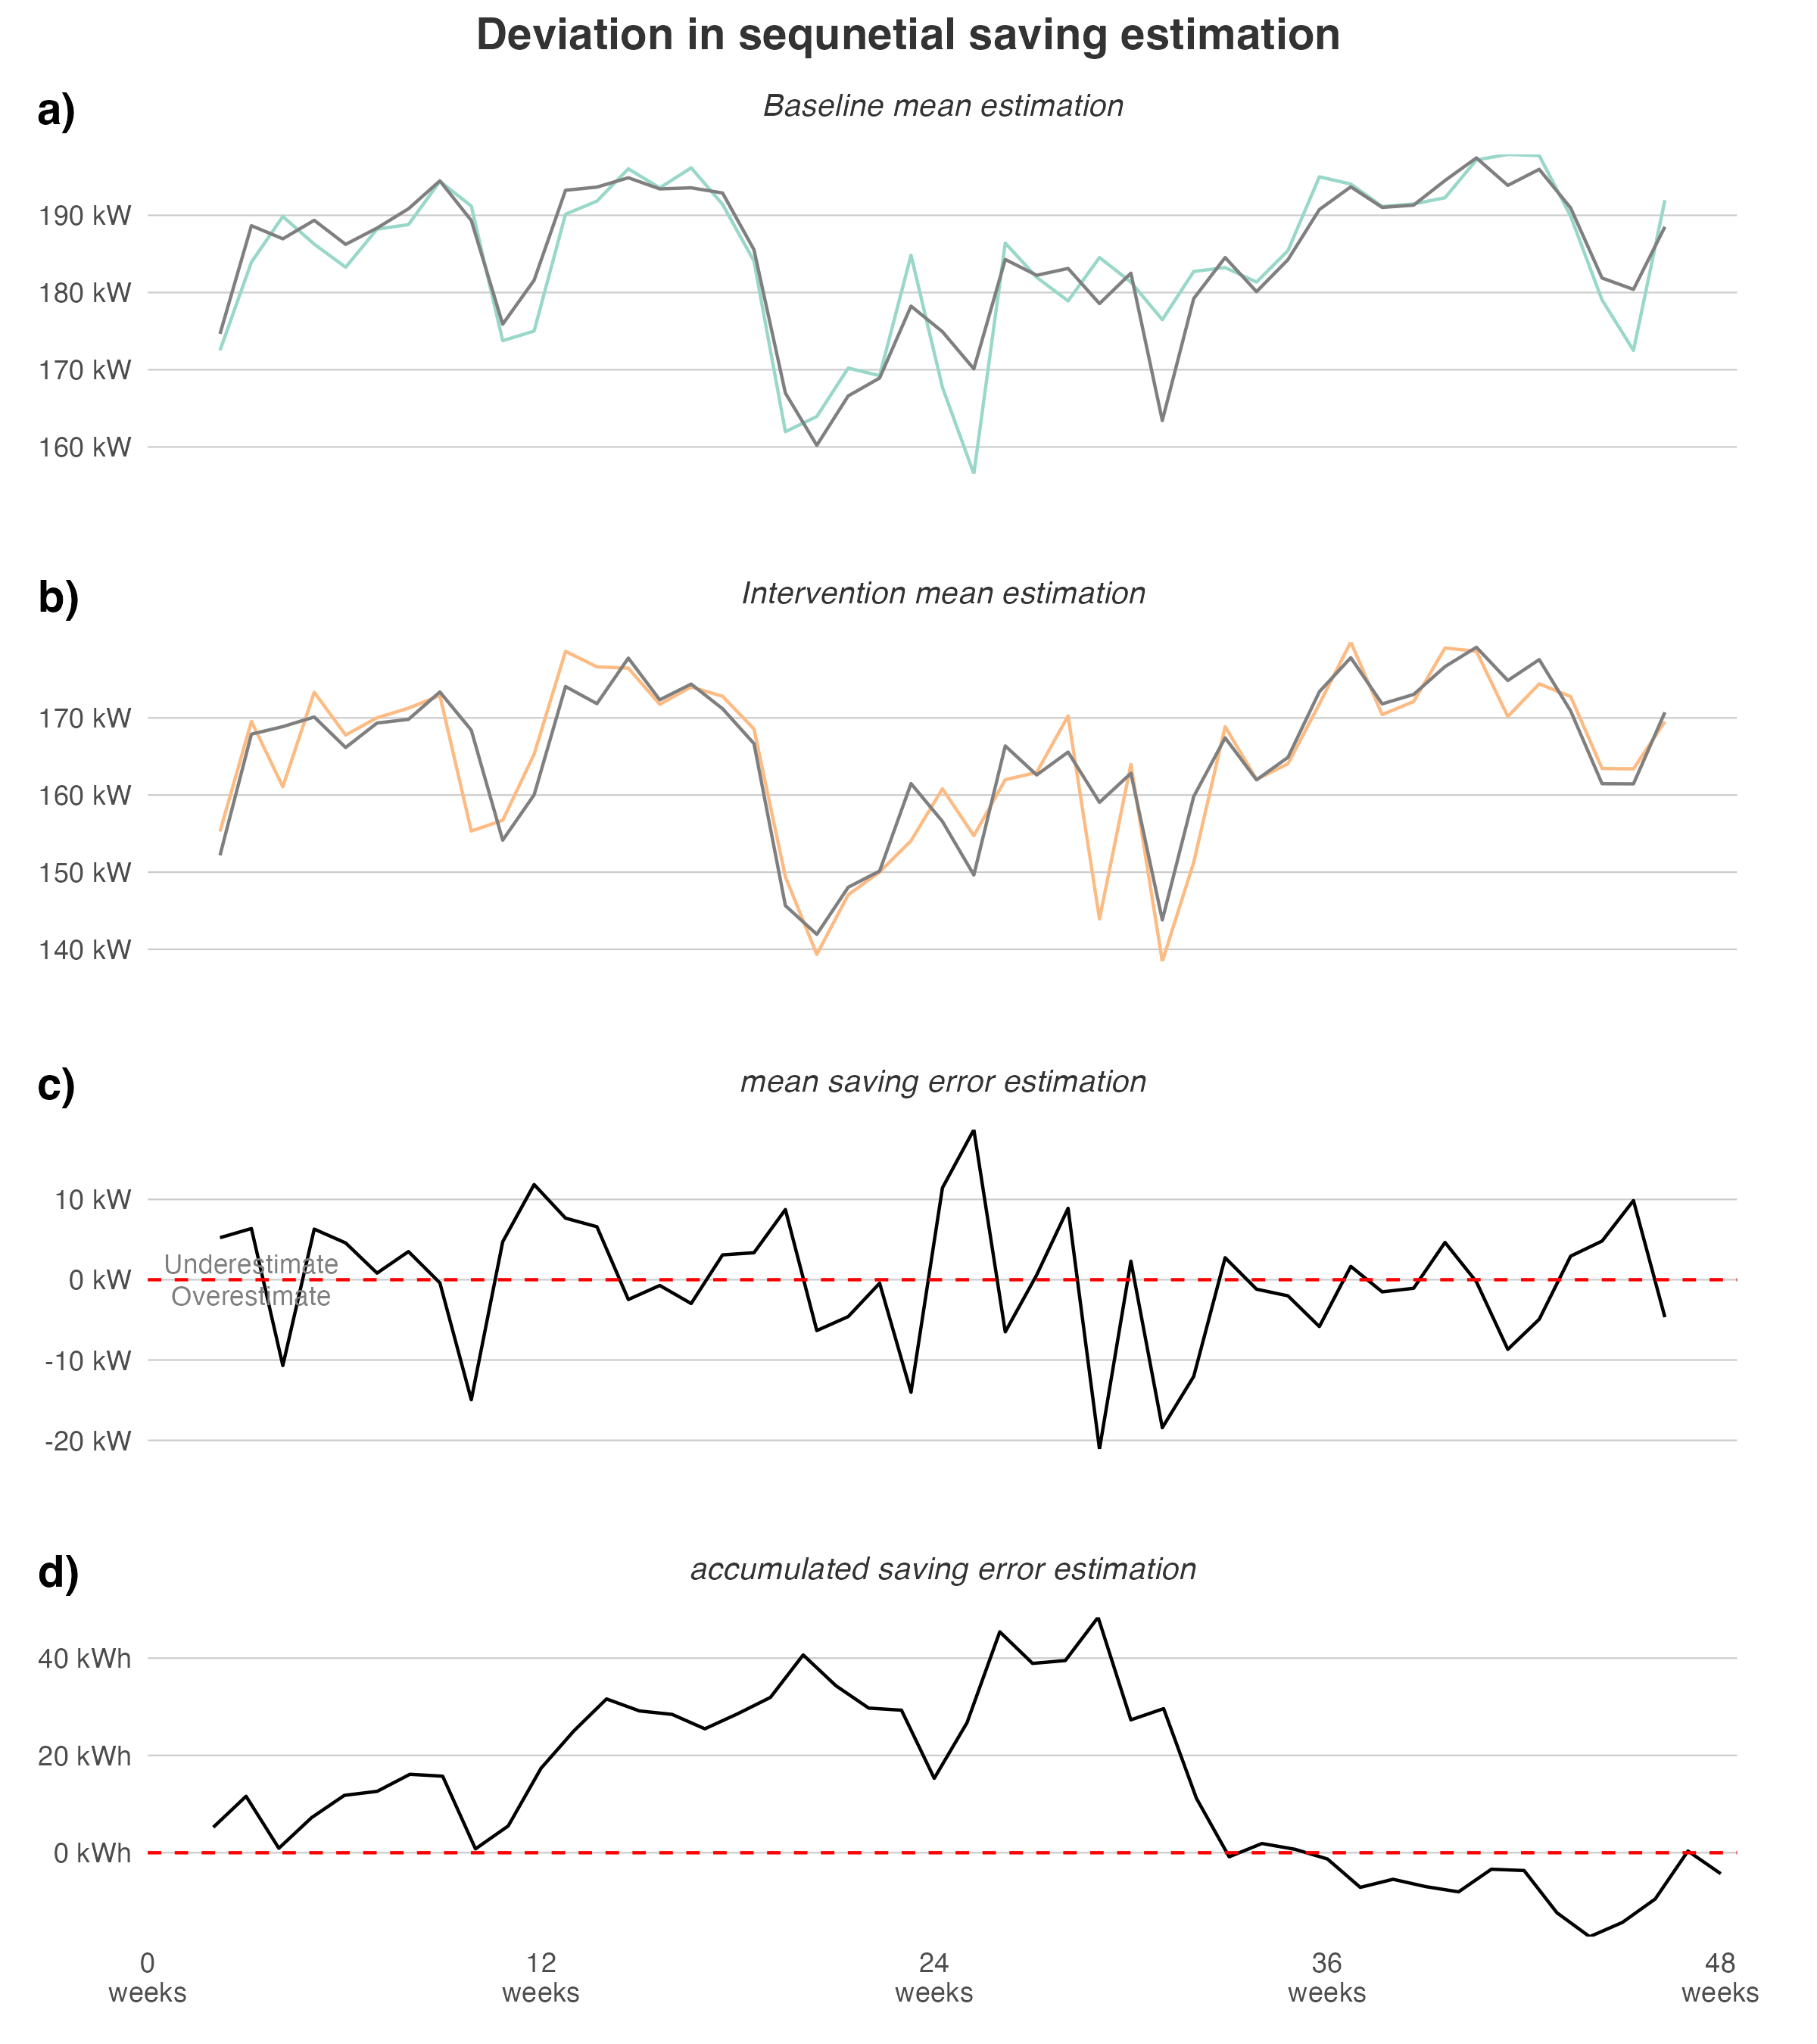 Deviation in sequnetial saving estimation
a)
Baseline mean estimation
190 kW
180 kW
170 kW
160 kW
b)
Intervention mean estimation
170 kW
160 kW
150 kW
140 kW
c)
mean saving error estimation
10 kW
Underestimate
0 kW
Overestimate
-10 kW
-20 kW
d)
accumulated saving error estimation
40 kWh
20 kWh
0 kWh
0 12 24 36 48
weeks weeks weeks weeks weeks